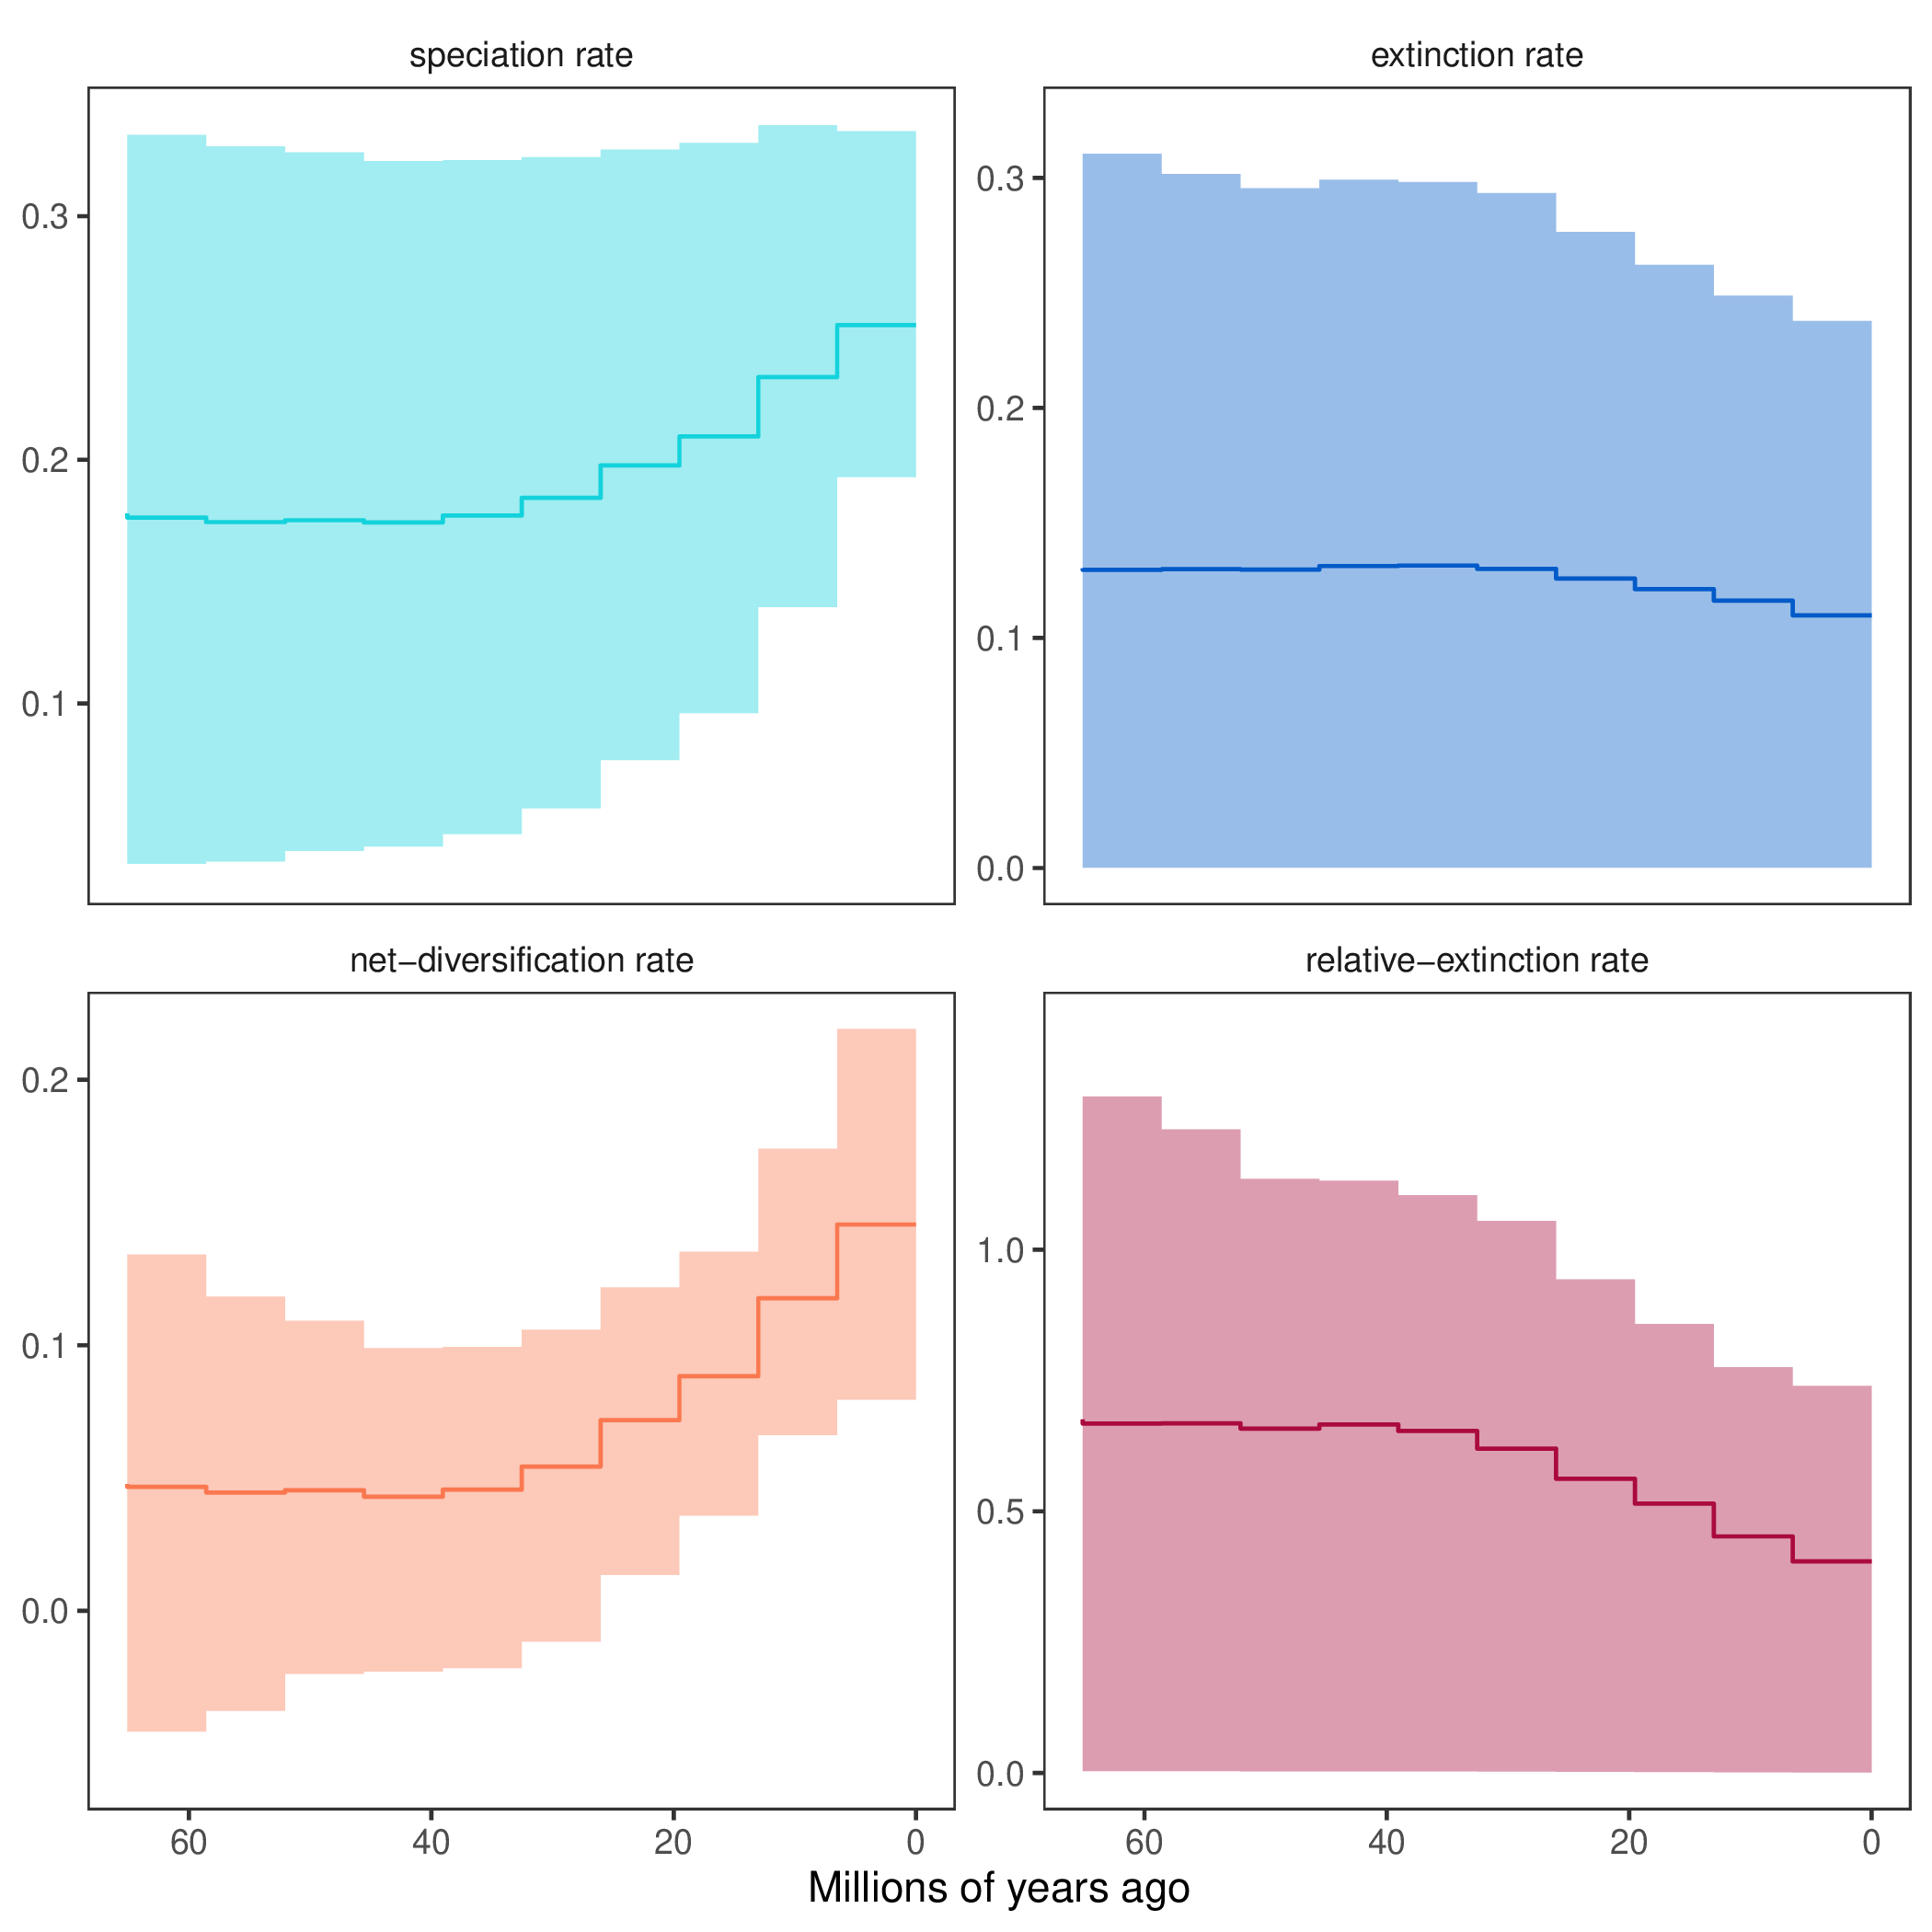 speciation rate
extinction rate
0.3
0.2
0.1
0.3
0.2
0.1
0.0
net−diversification rate
relative−extinction rate
0.2
0.1
0.0
1.0
0.5
0.0
60 40 20 0
60 40 20 0
Millions of years ago